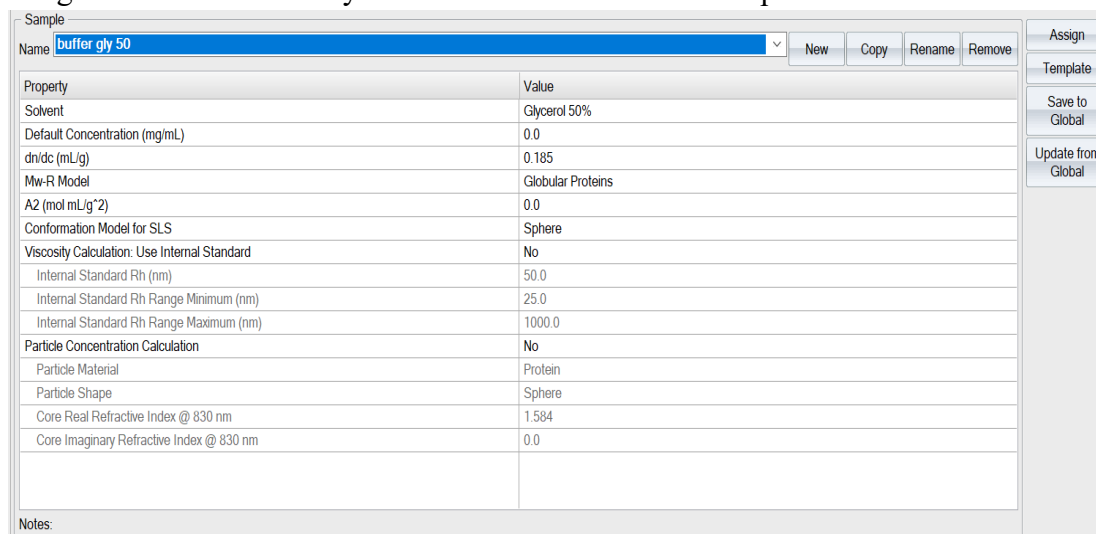 Sample
Name buffer gly 50 New Copy Rename Remove
Assign
Template
Save to
Global
Update from
Global
Property Value
Solvent Glycerol 50%
Default Concentration (mg/mL) 0.0
dn/dc (mL/g) 0.185
Mw-R Model Globular Proteins
A2 (mol mL/g^2) 0.0
Conformation Model for SLS Sphere
Viscosity Calculation: Use Internal Standard No
Internal Standard Rh (nm) 50.0
Internal Standard Rh Range Minimum (nm) 25.0
Internal Standard Rh Range Maximum (nm) 1000.0
Particle Concentration Calculation No
Particle Material Protein
Particle Shape Sphere
Core Real Refractive Index @ 830 nm 1.584
Core Imaginary Refractive Index @ 830 nm 0.0
Notes: